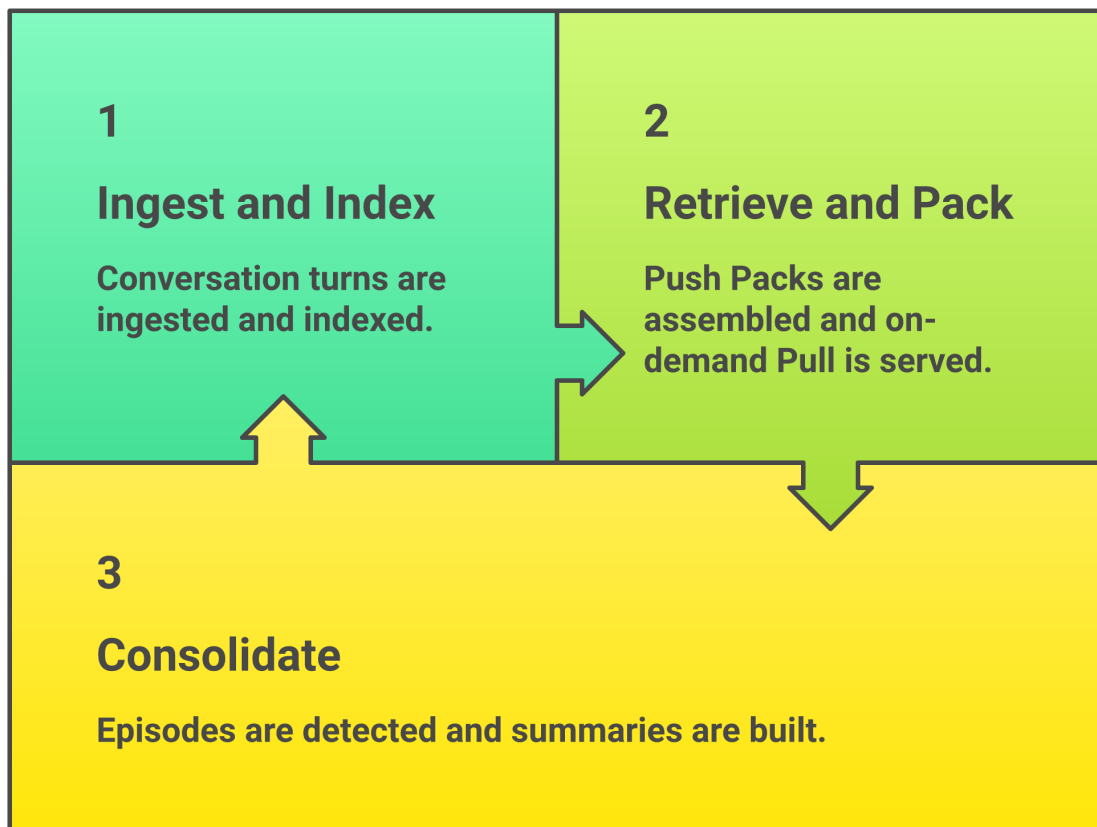 1
Ingest and Index
Conversation turns are
ingested and indexed.
2
Retrieve and Pack
Push Packs are
assembled and on-
demand Pull is served.
3
Consolidate
Episodes are detected and summaries are built.